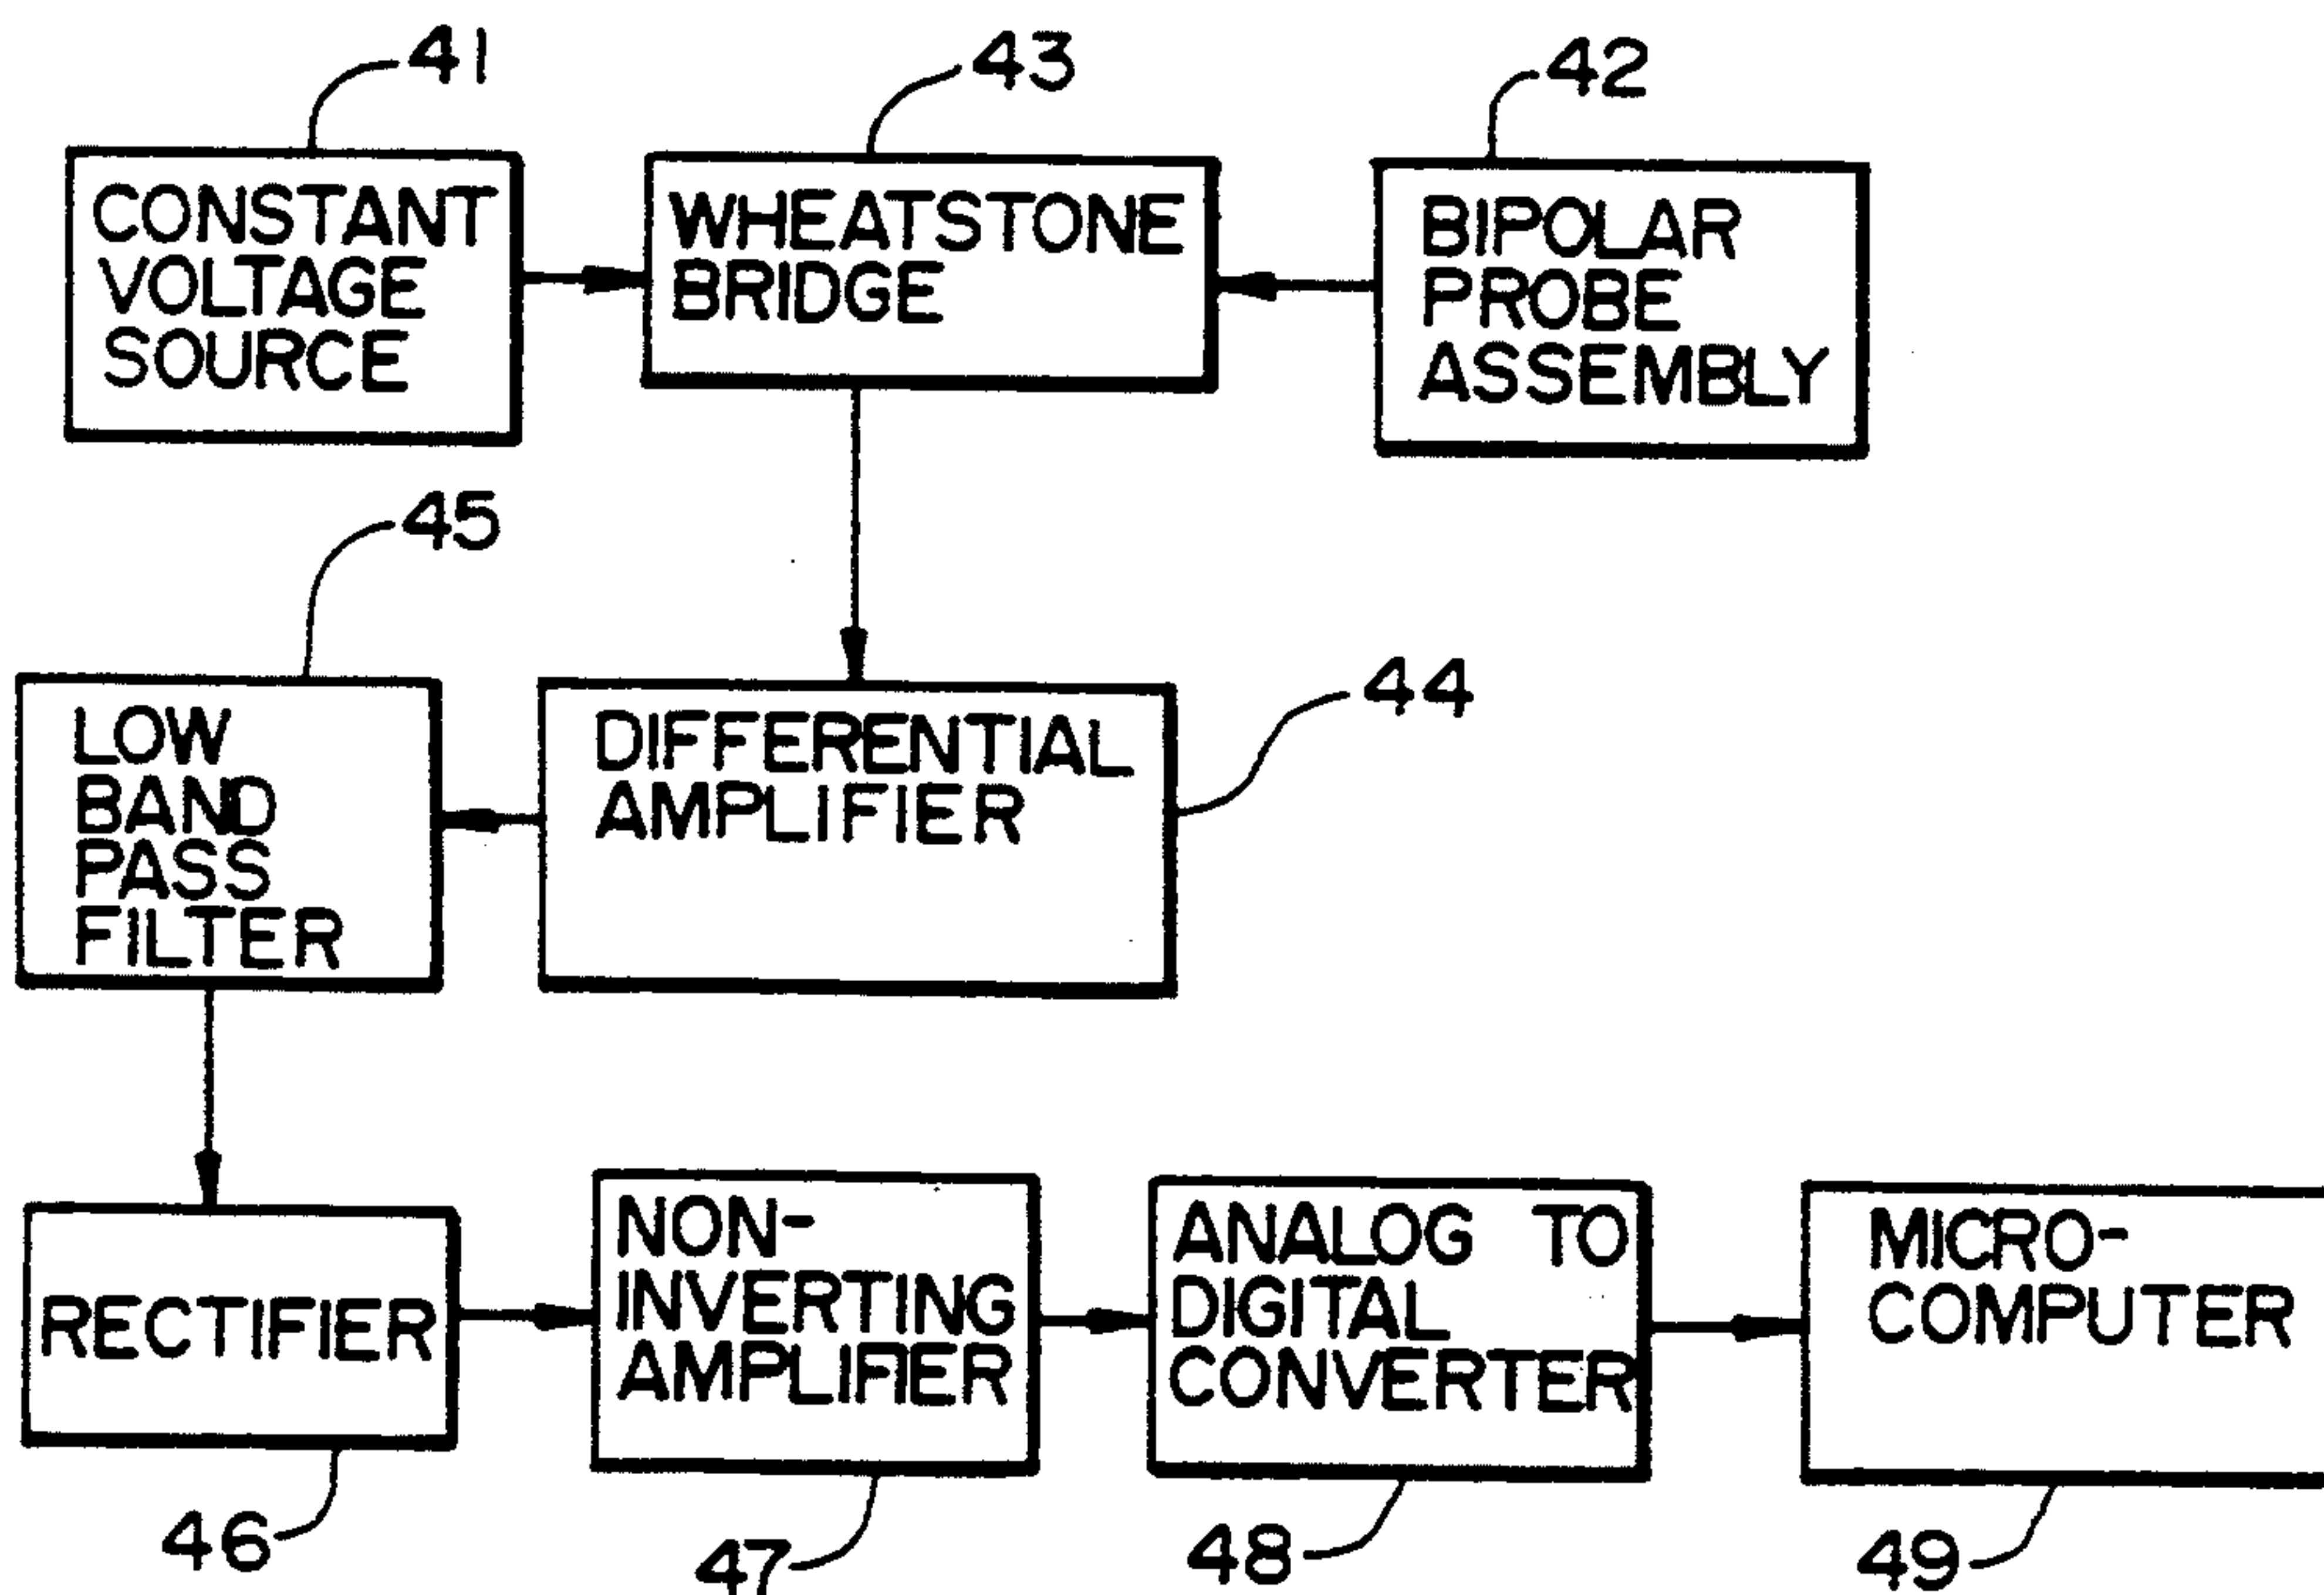 41
43
42
CONSTANT
VOLTAGE
SOURCE
WHEATSTONE
BRIDGE
BIPOLAR
PROBE
ASSEMBLY
45
44
LOW
BAND
PASS
FILTER
DIFFERENTIAL
AMPLIFIER
RECTIFIER
NON-
INVERTING
AMPLIFIER
ANALOG TO
DIGITAL
CONVERTER
MICRO-
COMPUTER
46
47
48
49